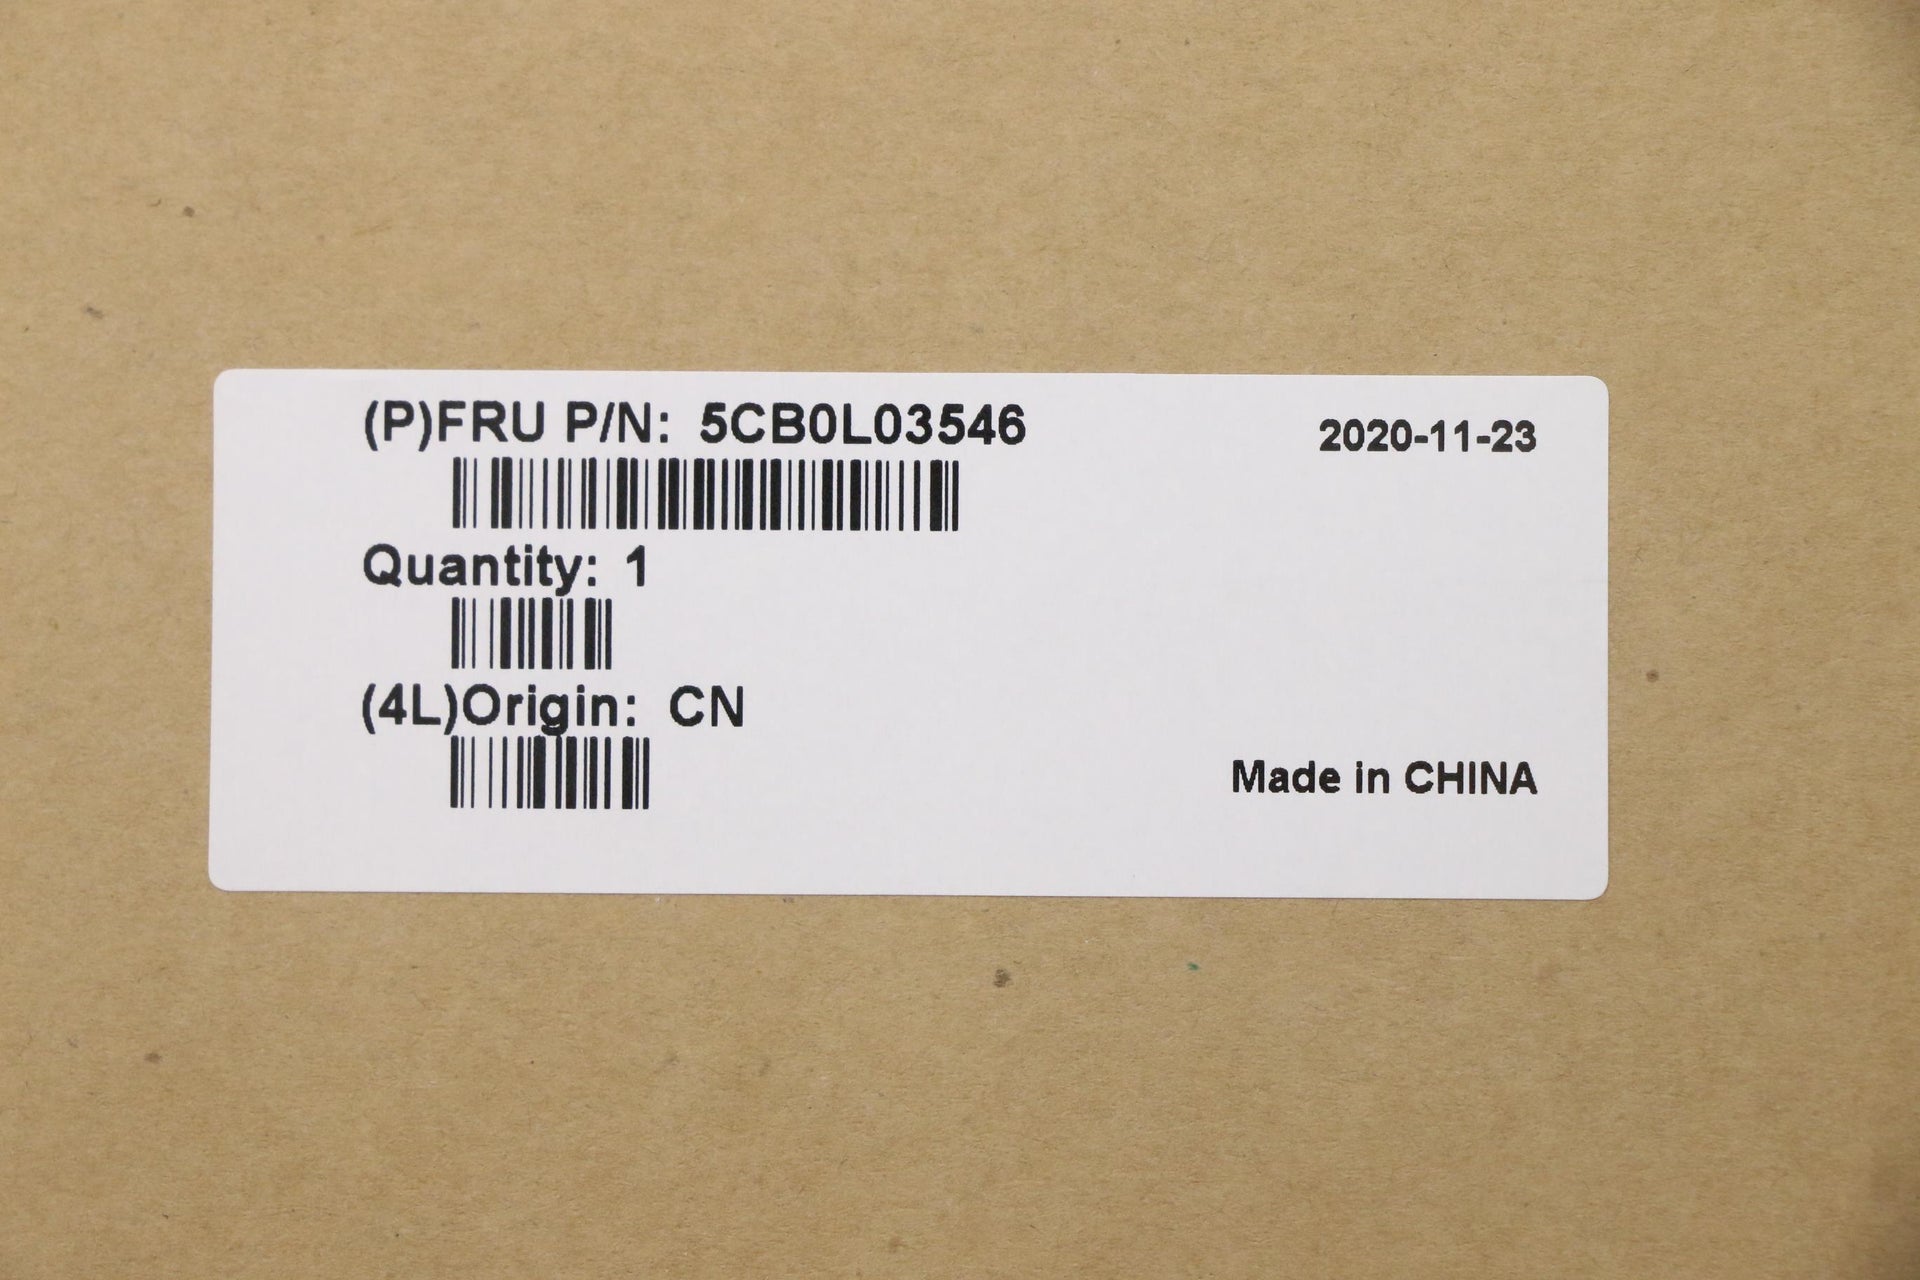 (P)FRU P/N: 5CB0L03546
2020-11-23
Quantity: 1
(4L)Origin: CN
Made in CHINA